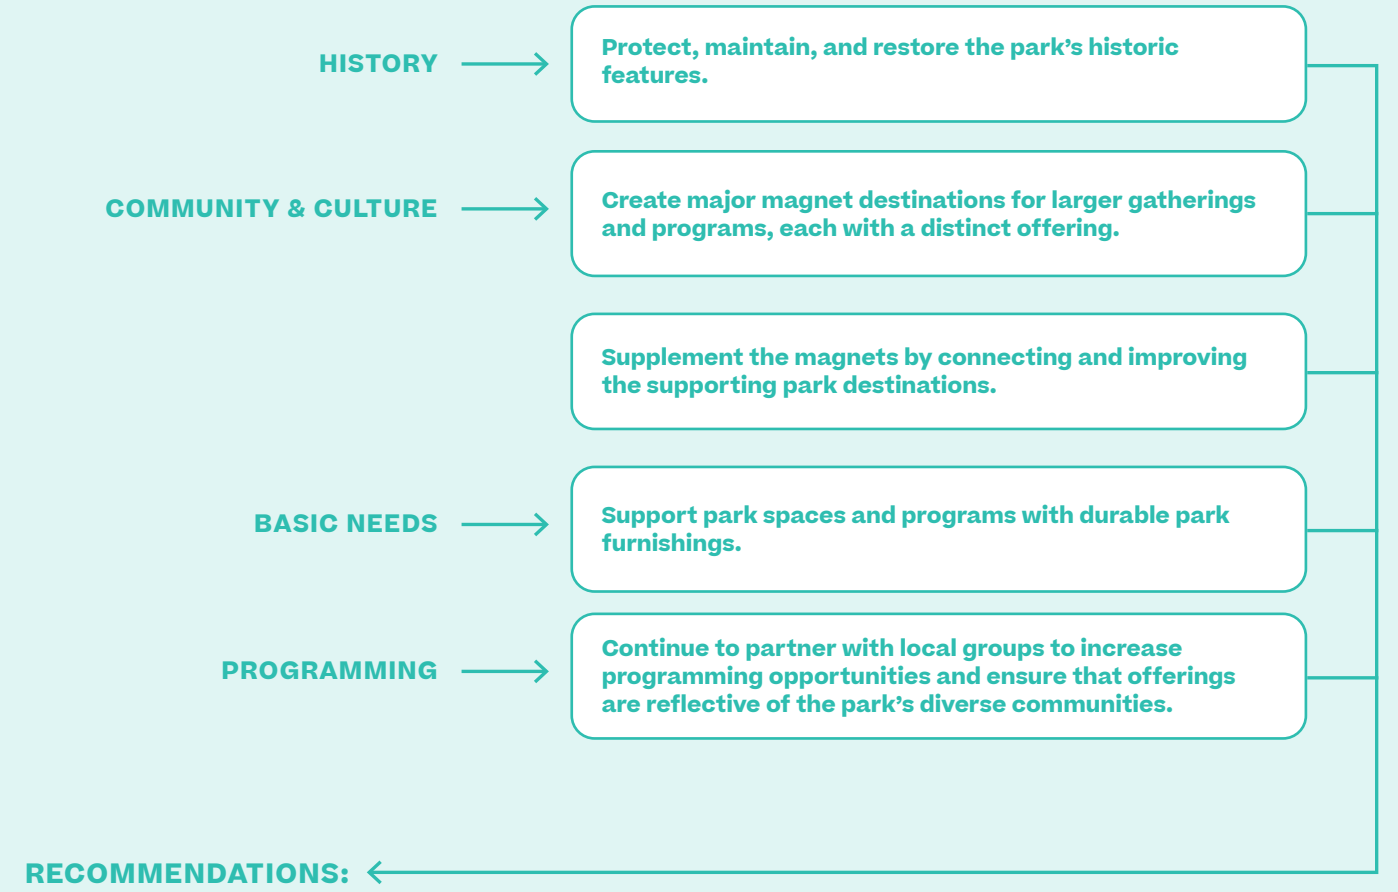 HISTORY
Protect, maintain, and restore the park’s historic
features.
COMMUNITY & CULTURE
Create major magnet destinations for larger gatherings
and programs, each with a distinct offering.
Supplement the magnets by connecting and improving
the supporting park destinations.
BASIC NEEDS
Support park spaces and programs with durable park
furnishings.
PROGRAMMING
Continue to partner with local groups to increase
programming opportunities and ensure that offerings
are reflective of the park’s diverse communities.
RECOMMENDATIONS: